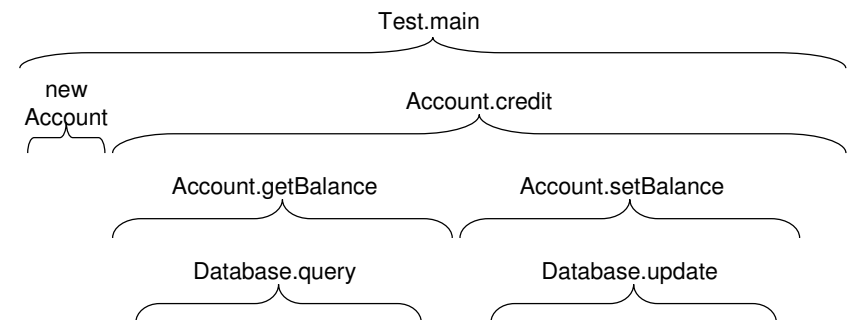 Test.main
new
Account
Account.credit
Account.getBalance
Account.setBalance
Database.query
Database.update